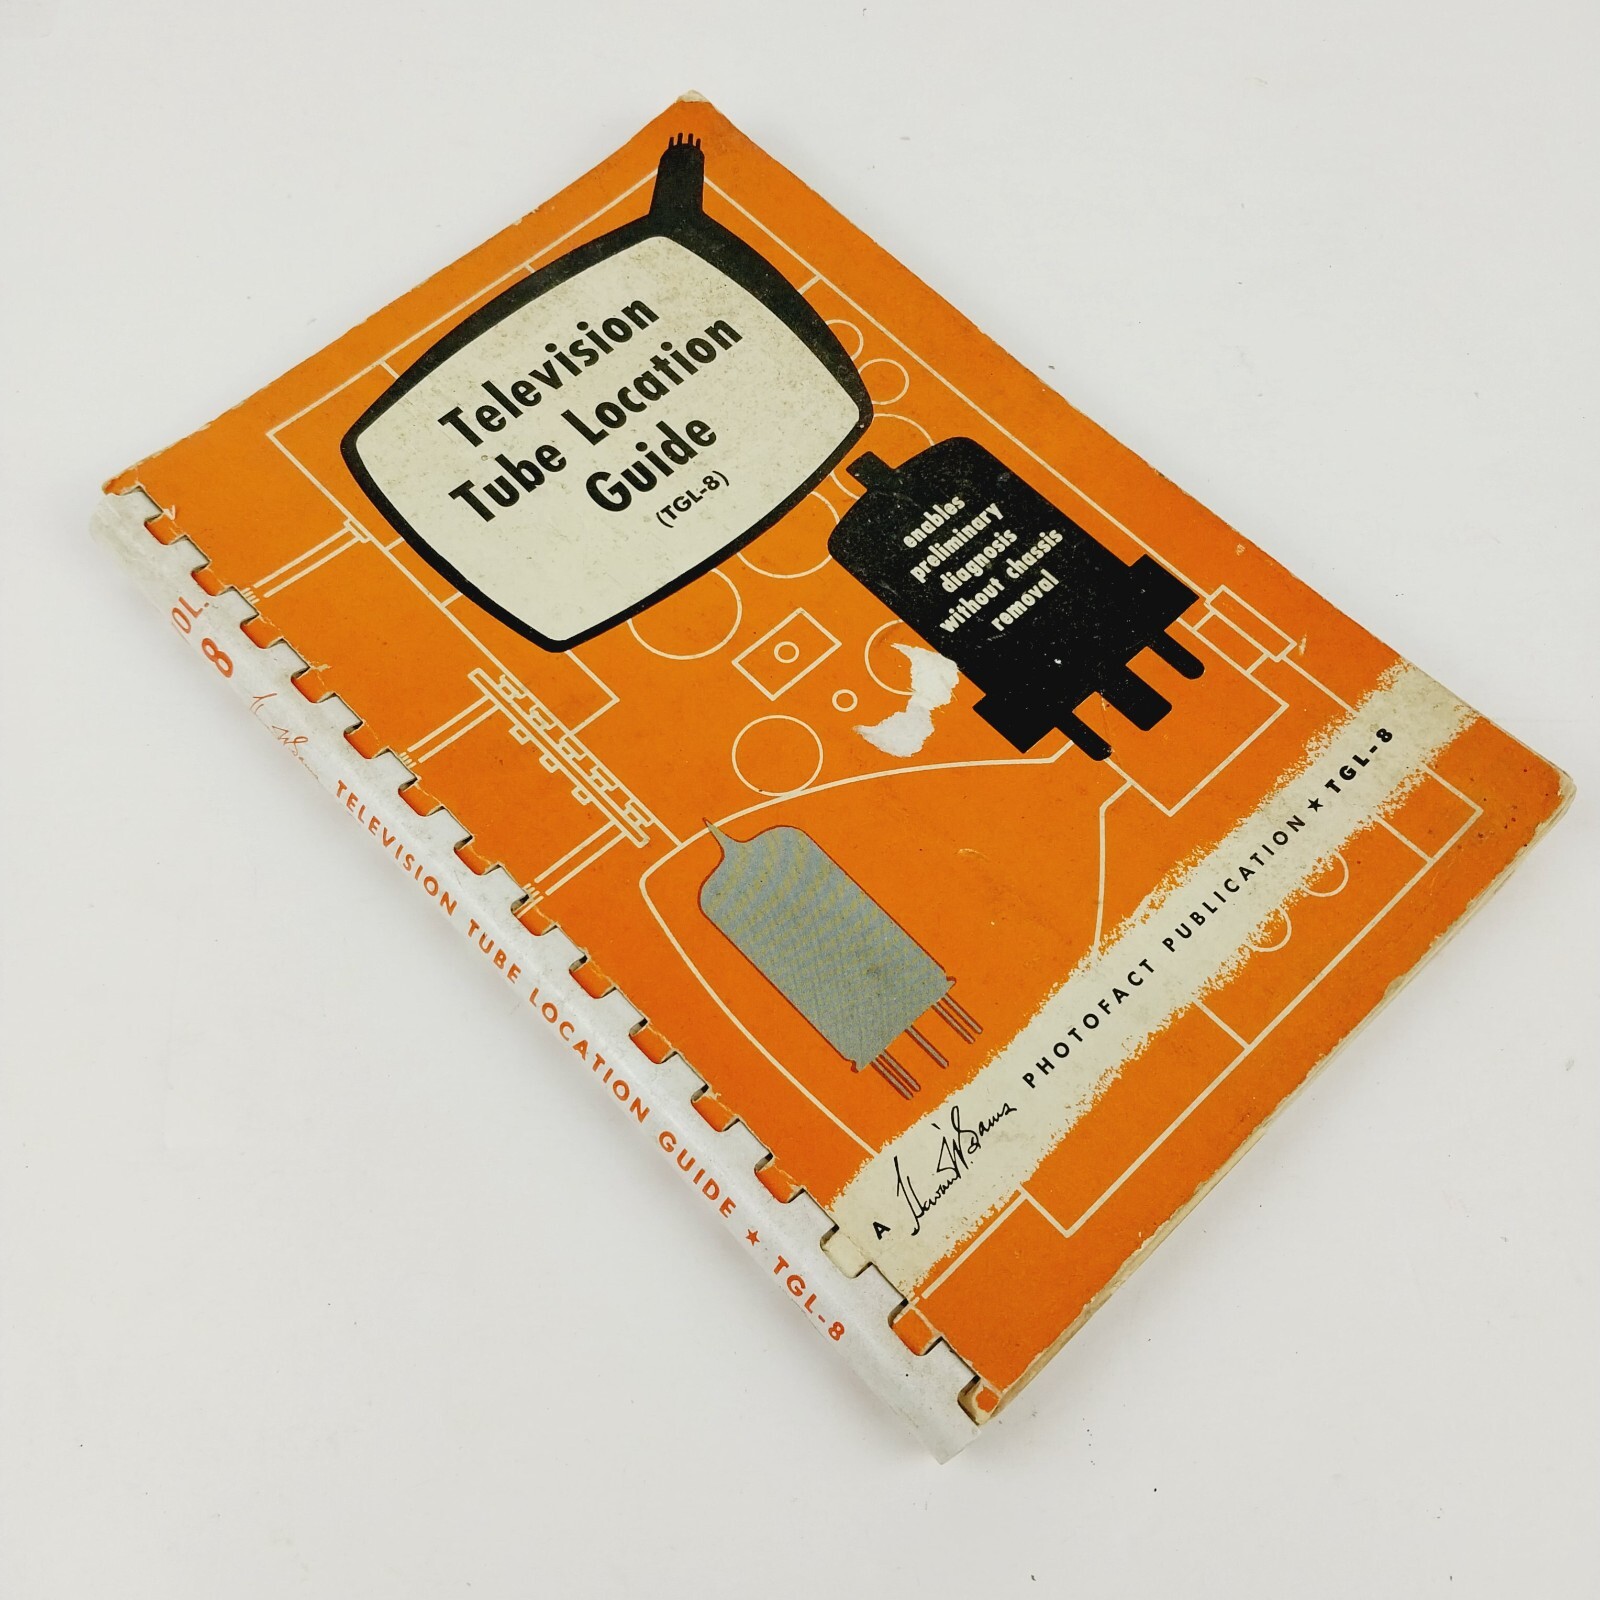 Television
Tube Location
Guide
(TGL-8)
enables
preliminary
diagnosis
without chassis
removal
A Howard W. Sams PHOTOFACT PUBLICATION ★ TGL-8
OL. 8 TELEVISION TUBE LOCATION GUIDE ★ TGL-8